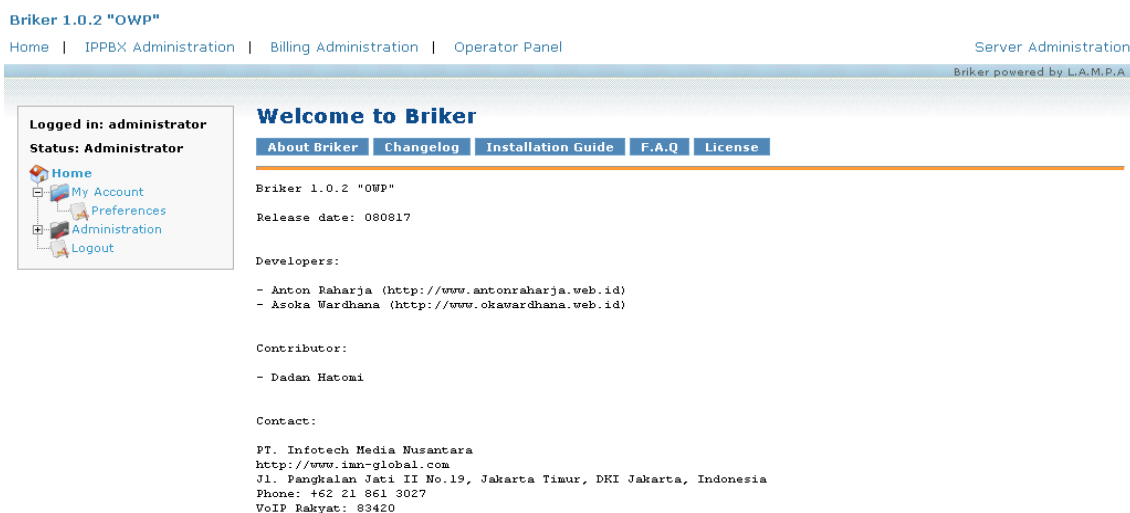 Briker 1.0.2 "OWP"
Home | IPPBX Administration | Billing Administration | Operator Panel Server Administration
Briker powered by L.A.M.P.A
Logged in: administrator
Status: Administrator
Home
My Account
Preferences
Administration
Logout
Welcome to Briker
About Briker Changelog Installation Guide F.A.Q License
Briker 1.0.2 "OWP"
Release date: 080817
Developers:
- Anton Raharja (http://www.antonraharja.web.id)
- Asoka Wardhana (http://www.okawardhana.web.id)
Contributor:
- Dadan Hatomi
Contact:
PT. Infotech Media Nusantara
http://www.imn-global.com
Jl. Pangkalan Jati II No.19, Jakarta Timur, DKI Jakarta, Indonesia
Phone: +62 21 861 3027
VoIP Rakyat: 83420